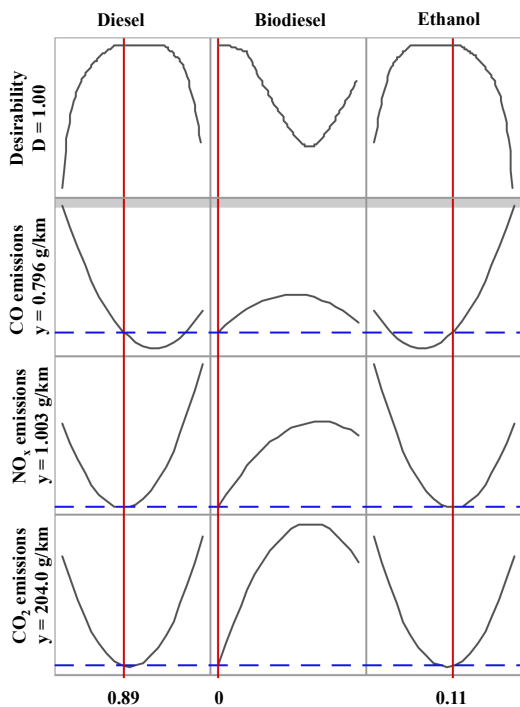 Diesel Biodiesel Ethanol
Desirability
D = 1.00
CO emissions
y = 0.796 g/km
NOx emissions
y = 1.003 g/km
CO2 emissions
y = 204.0 g/km
0.89 0 0.11